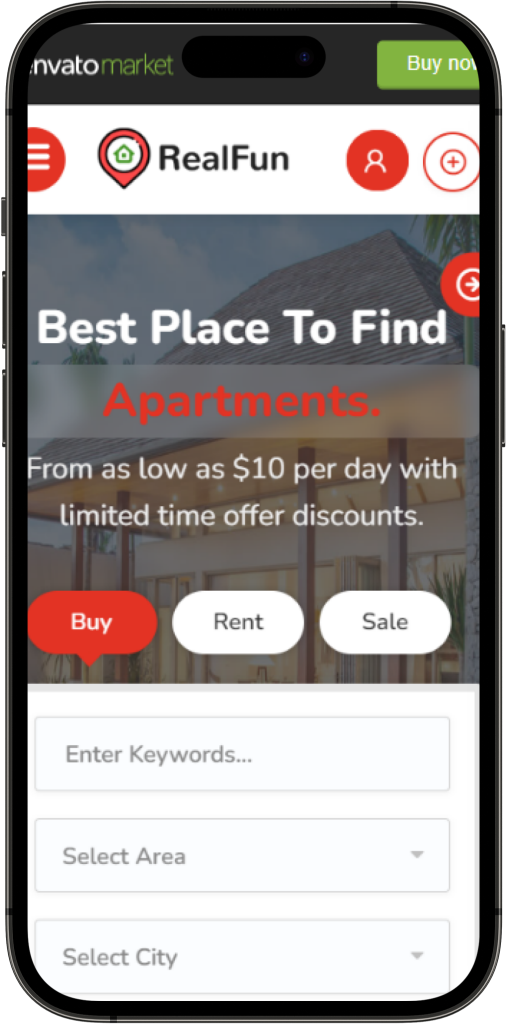 envatomarket
Buy now
RealFun
Best Place To Find
Apartments.
From as low as $10 per day with
limited time offer discounts.
Buy
Rent
Sale
Enter Keywords...
Select Area
Select City